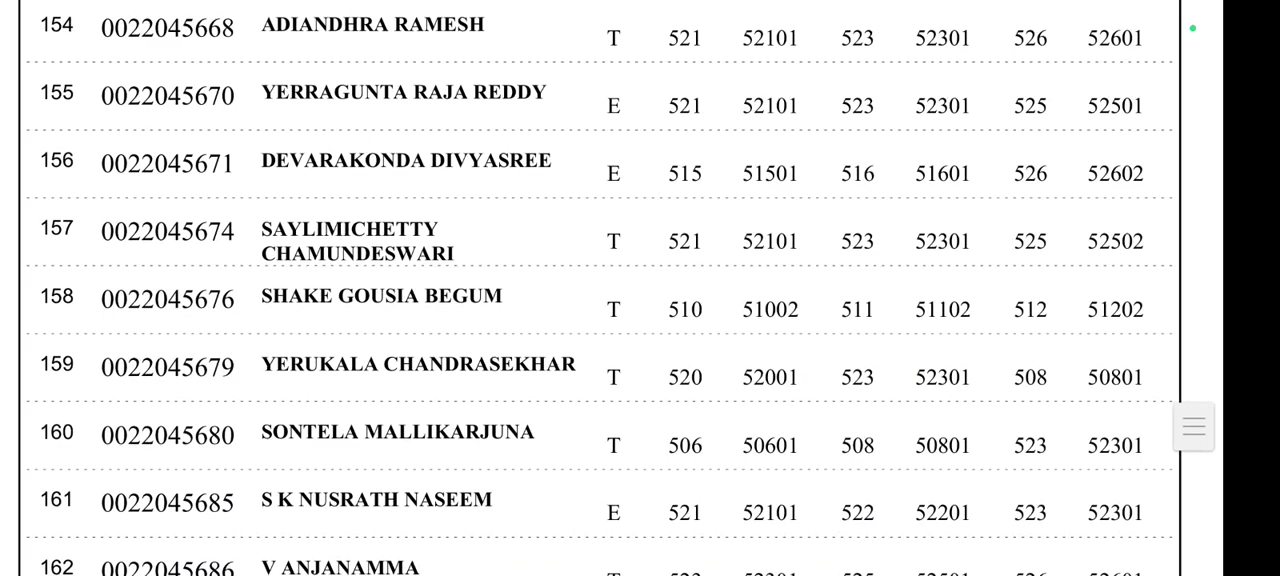 154 0022045668 ADIANDHRA RAMESH T 521 52101 523 52301 526 52601
155 0022045670 YERRAGUNTA RAJA REDDY E 521 52101 523 52301 525 52501
156 0022045671 DEVARAKONDA DIVYASREE E 515 51501 516 51601 526 52602
157 0022045674 SAYLIMICHETTY
CHAMUNDESWARI T 521 52101 523 52301 525 52502
158 0022045676 SHAKE GOUSIA BEGUM T 510 51002 511 51102 512 51202
159 0022045679 YERUKALA CHANDRASEKHAR T 520 52001 523 52301 508 50801
160 0022045680 SONTELA MALLIKARJUNA T 506 50601 508 50801 523 52301
161 0022045685 S K NUSRATH NASEEM E 521 52101 522 52201 523 52301
162 0022045686 V ANJANAMMA